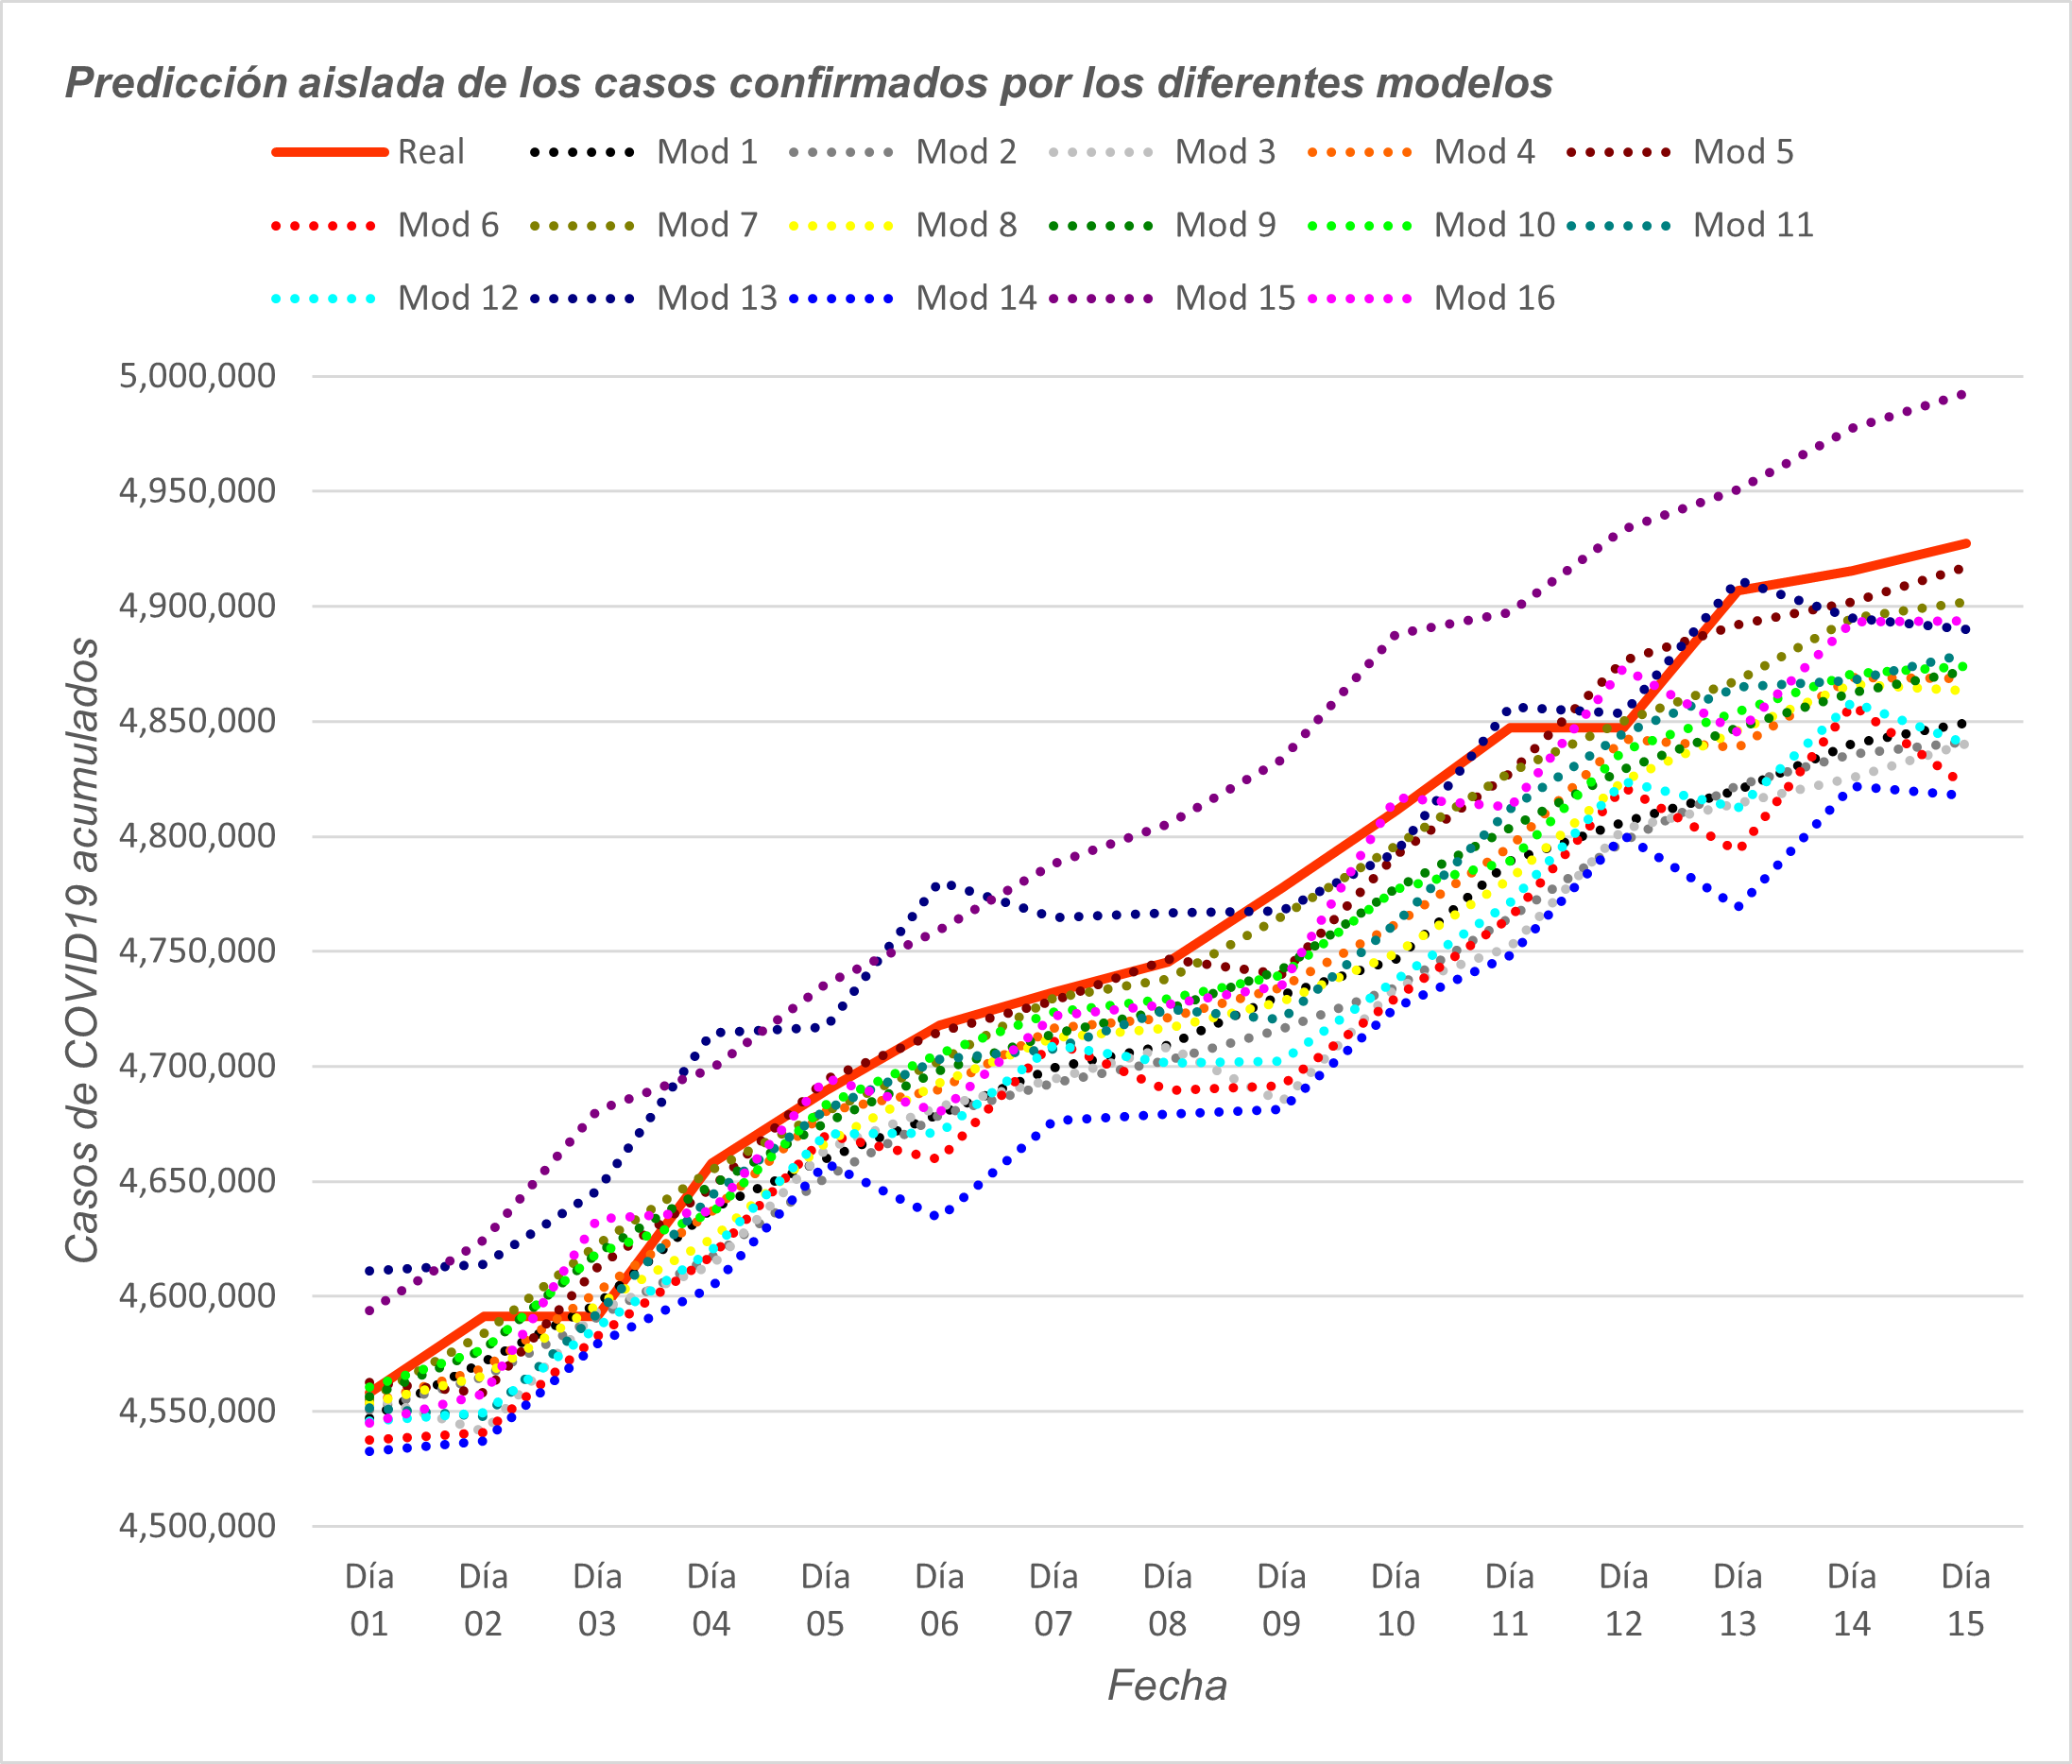 Predicción aislada de los casos confirmados por los diferentes modelos
Real Mod 1 Mod 2 Mod 3 Mod 4 Mod 5
Mod 6 Mod 7 Mod 8 Mod 9 Mod 10 Mod 11
Mod 12 Mod 13 Mod 14 Mod 15 Mod 16
Casos de COVID19 acumulados
5,000,000
4,950,000
4,900,000
4,850,000
4,800,000
4,750,000
4,700,000
4,650,000
4,600,000
4,550,000
4,500,000
Día Día Día Día Día Día Día Día Día Día Día Día Día Día Día
01 02 03 04 05 06 07 08 09 10 11 12 13 14 15
Fecha